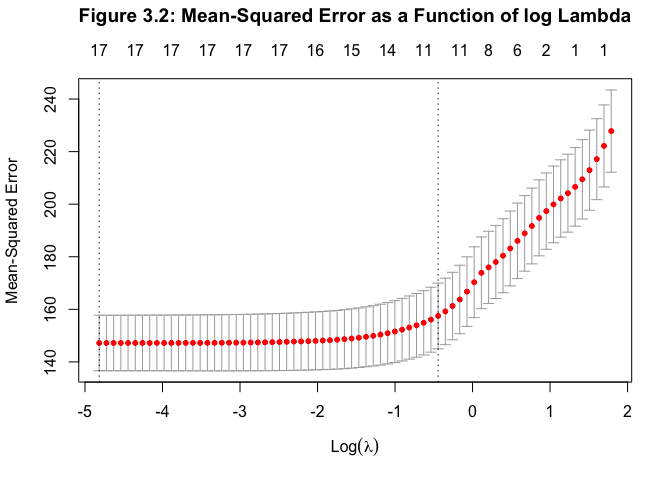 Figure 3.2: Mean-Squared Error as a Function of log Lambda
17 17 17 17 17 17 16 15 14 11 11 8 6 2 1 1
240
220
200
180
160
140
Mean-Squared Error
-5 -4 -3 -2 -1 0 1 2
Log(λ)